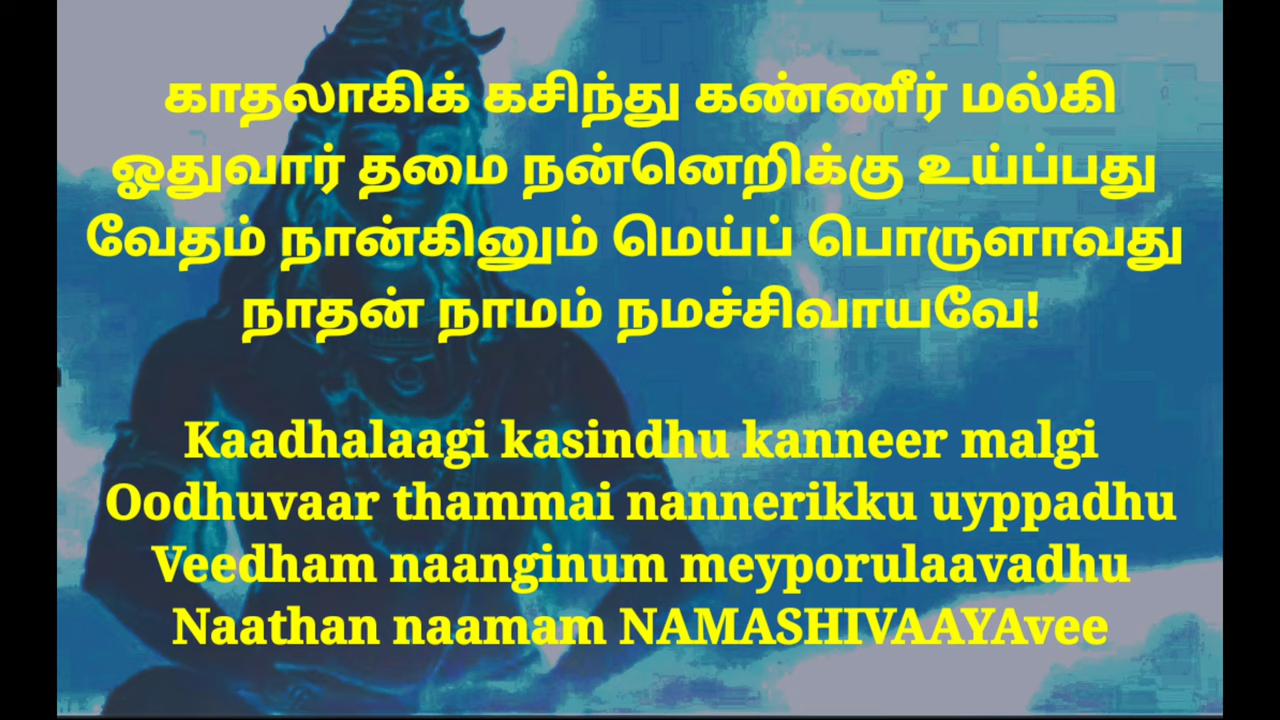 காதலாகிக் கசிந்து கண்ணீர் மல்கி
ஓதுவார் தமை நன்னெறிக்கு உய்ப்பது
வேதம் நான்கினும் மெய்ப் பொருளாவது
நாதன் நாமம் நமச்சிவாயவே!
Kaadhalaagi kasindhu kanneer malgi
Oodhuvaar thammai nannerikku uyppadhu
Veedham naanginum meyporulaavadhu
Naathan naamam NAMASHIVAAYAvee